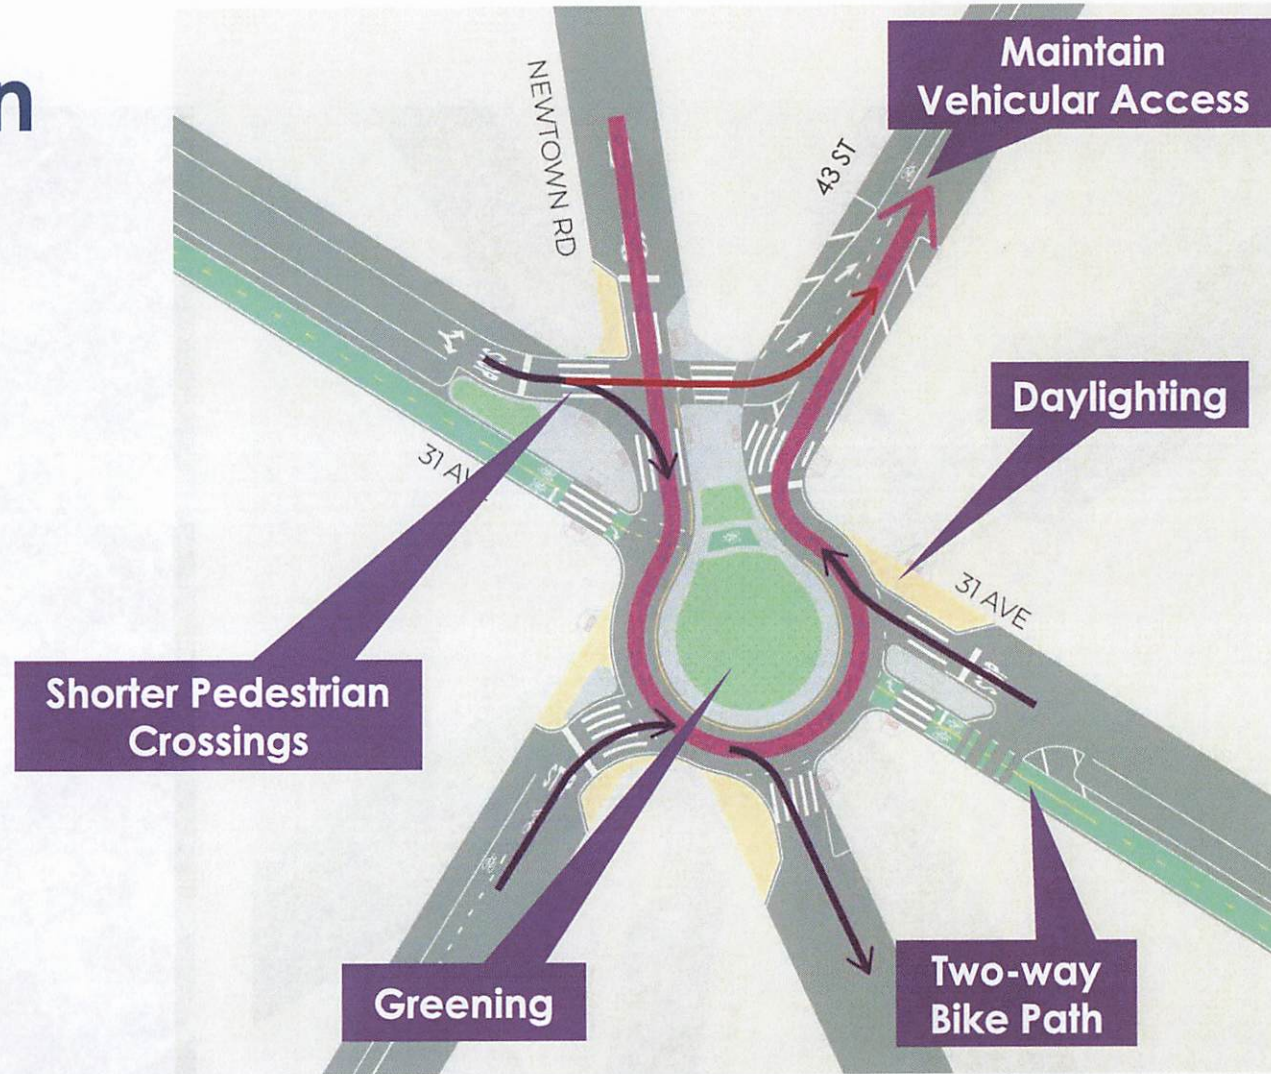 n
Maintain
Vehicular Access
NEWTOWN RD
43 ST
Daylighting
31 AV
31 AVE
Shorter Pedestrian
Crossings
Greening
Two-way
Bike Path